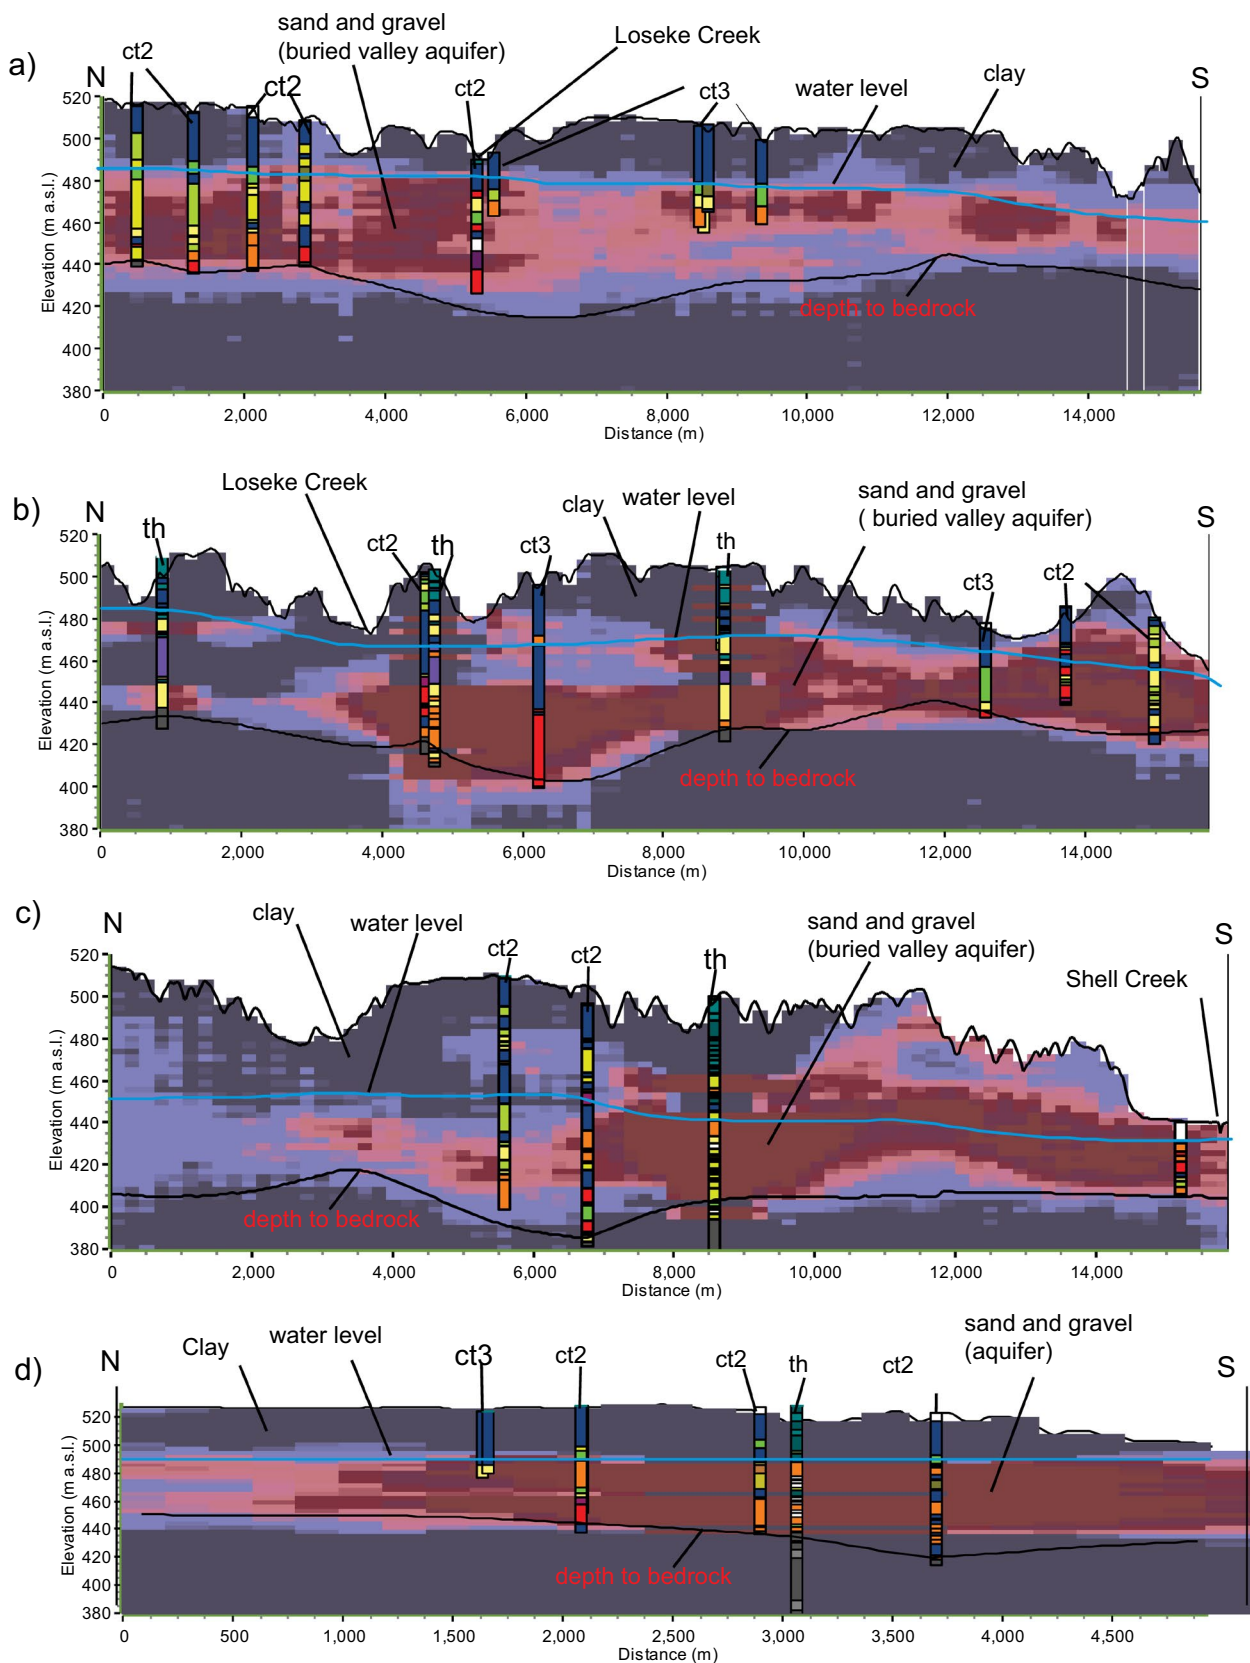 a)
N
ct2
sand and gravel
(buried valley aquifer)
ct2
ct2
Loseke Creek
ct3
water level
clay
S
520
500
480
460
440
420
400
380
Elevation (m a.s.l.)
depth to bedrock
0 2,000 4,000 6,000 8,000 10,000 12,000 14,000
Distance (m)
b)
N
th
Loseke Creek
ct2
th
ct3
clay
water level
th
sand and gravel
( buried valley aquifer)
ct3
ct2
S
520
500
480
460
440
420
400
380
Elevation (m a.s.l.)
depth to bedrock
0 2,000 4,000 6,000 8,000 10,000 12,000 14,000
Distance (m)
c)
N
clay
water level
ct2
ct2
th
sand and gravel
(buried valley aquifer)
Shell Creek
S
520
500
480
460
440
420
400
380
Elevation (m a.s.l.)
depth to bedrock
0 2,000 4,000 6,000 8,000 10,000 12,000 14,000
Distance (m)
d)
N
Clay
water level
ct3
ct2
ct2
th
ct2
sand and gravel
(aquifer)
S
520
500
480
460
440
420
400
380
Elevation (m a.s.l.)
depth to bedrock
0 500 1,000 1,500 2,000 2,500 3,000 3,500 4,000 4,500
Distance (m)